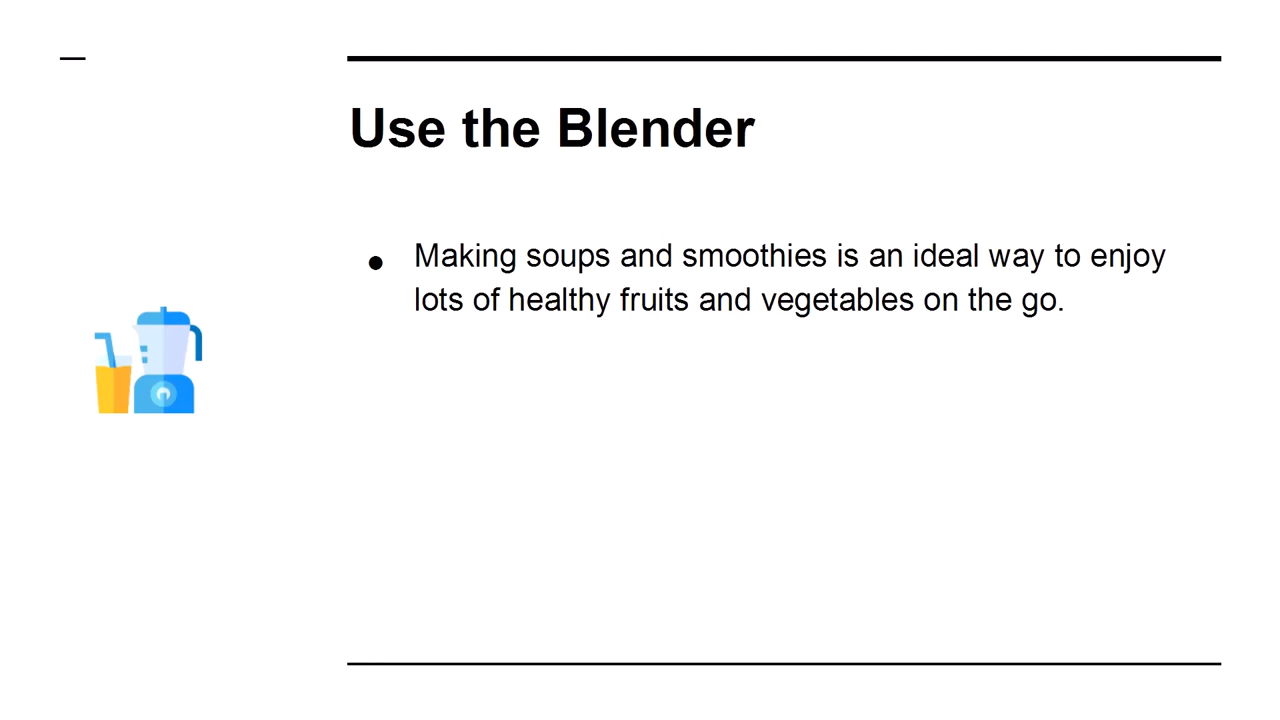 Use the Blender
● Making soups and smoothies is an ideal way to enjoy
lots of healthy fruits and vegetables on the go.